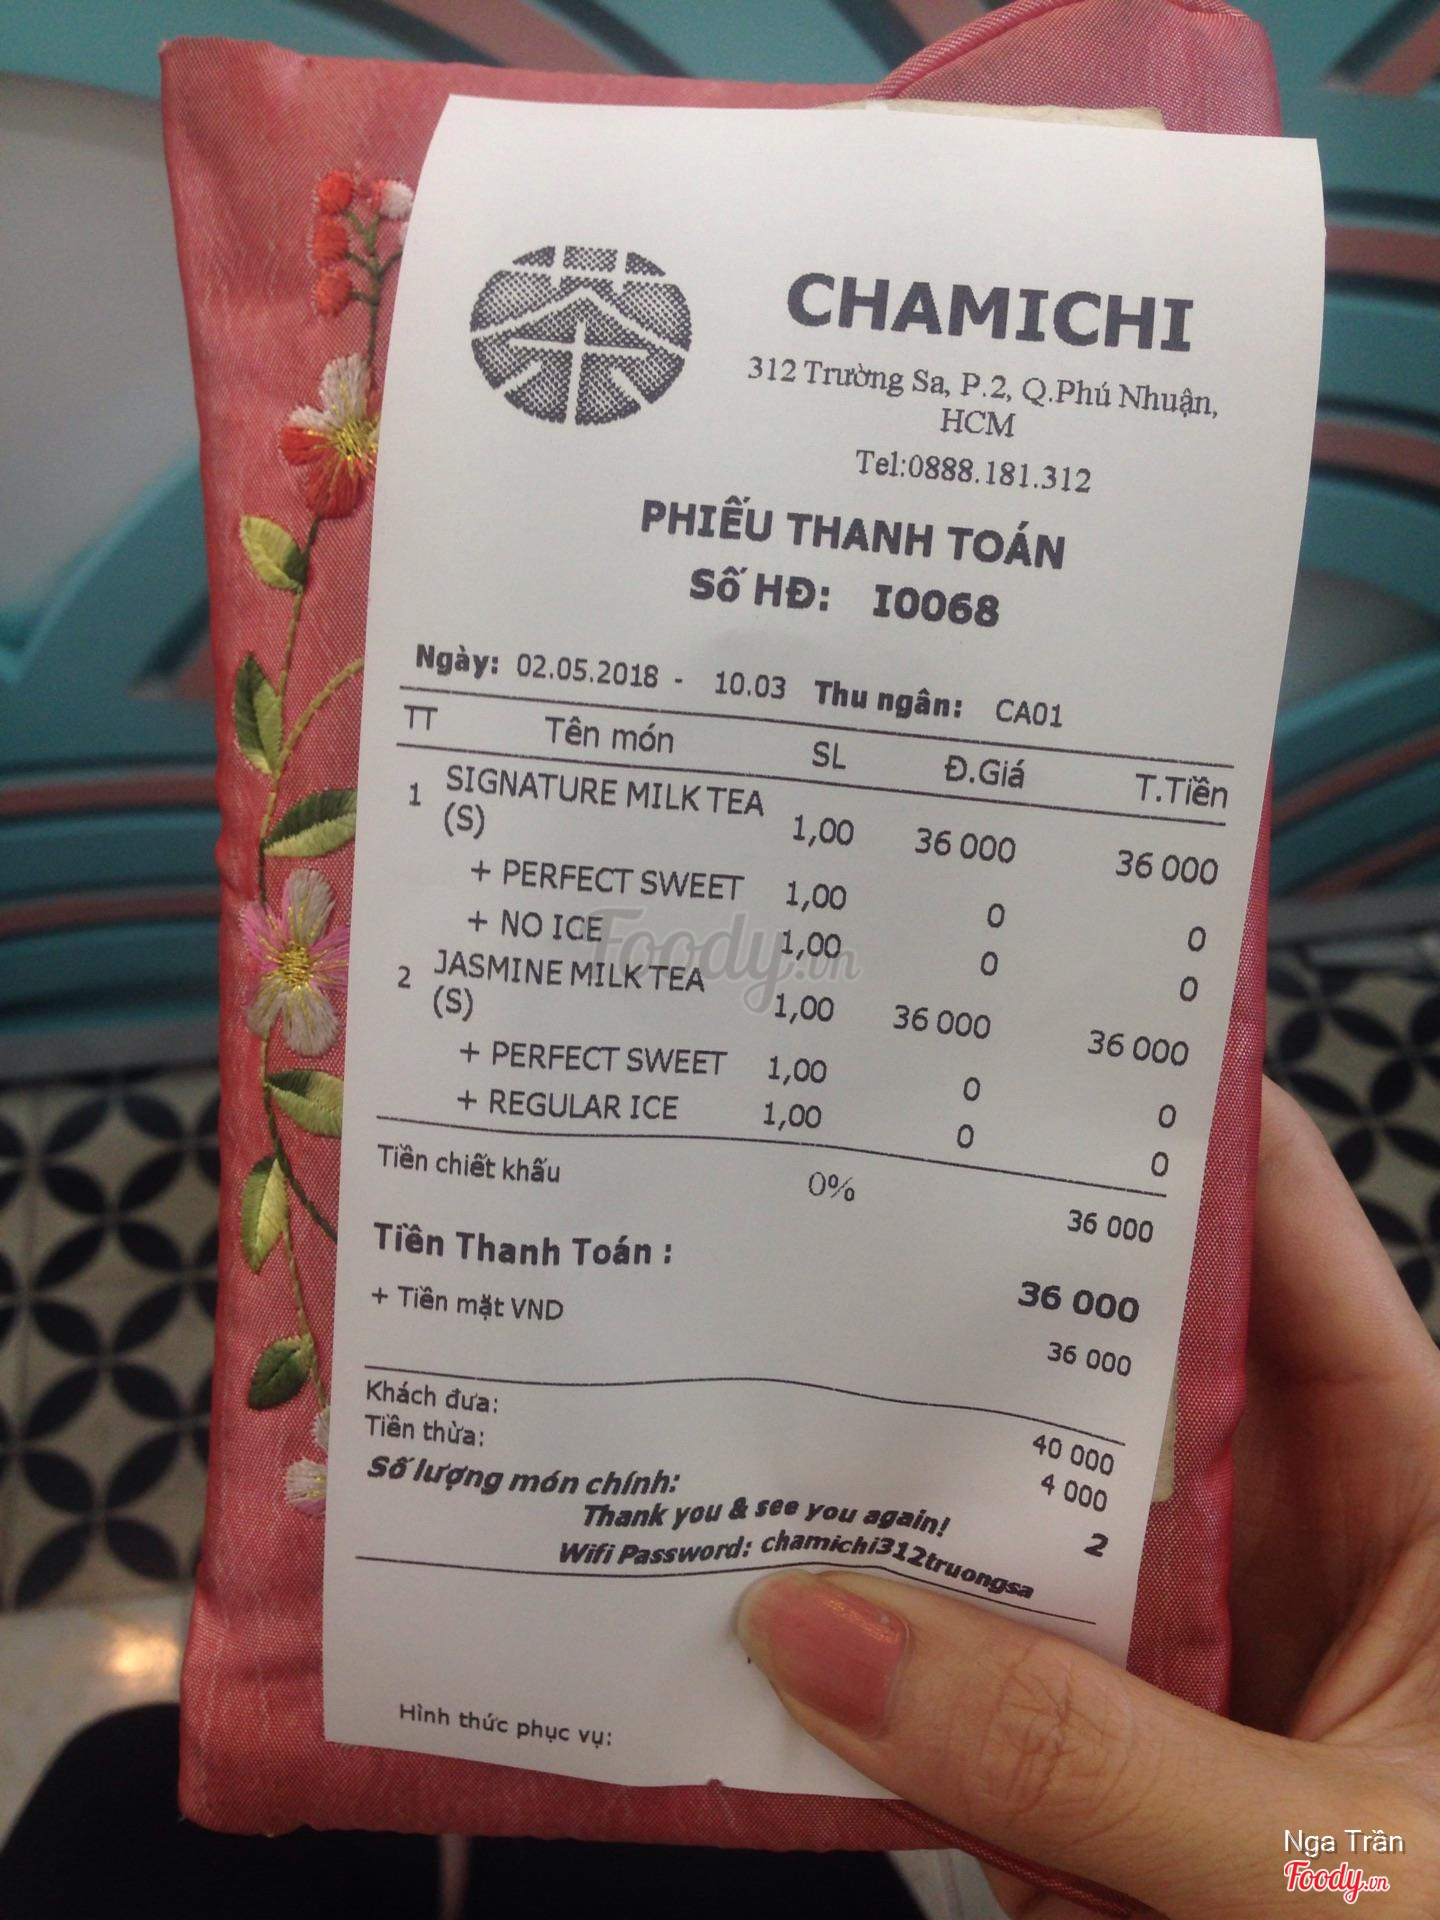 CHAMICHI
312 Trường Sa, P.2, Q.Phú Nhuận,
HCM
Tel:0888.181.312
PHIẾU THANH TOÁN
Số HĐ: I0068
Ngày: 02.05.2018 - 10.03 Thu ngân: CA01
TT Tên món SL Đ.Giá T.Tiền
1 SIGNATURE MILK TEA
(S) 1,00 36 000 36 000
+ PERFECT SWEET 1,00 0 0
+ NO ICE 1,00 0 0
2 JASMINE MILK TEA
(S) 1,00 36 000 36 000
+ PERFECT SWEET 1,00 0 0
+ REGULAR ICE 1,00 0 0
Tiền chiết khấu 0% 36 000
Tiền Thanh Toán : 36 000
+ Tiền mặt VND 36 000
Khách đưa: 40 000
Tiền thừa: 4 000
Số lượng món chính: 2
Thank you & see you again!
Wifi Password: chamichi312truongsa
Hình thức phục vụ:
Foody.vn
Nga Trần
Foody.vn